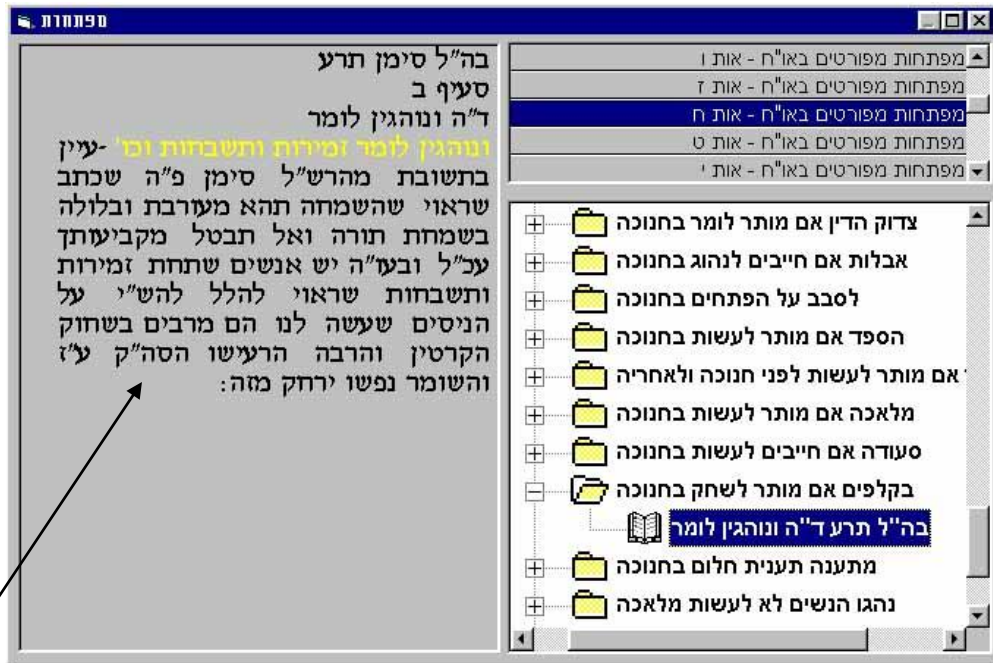 מפתחות
מפתחות מפורטים באו"ח - אות ו
מפתחות מפורטים באו"ח - אות ז
מפתחות מפורטים באו"ח - אות ח
מפתחות מפורטים באו"ח - אות ט
מפתחות מפורטים באו"ח - אות י
צדוק הדין אם מותר לומר בחנוכה
אבלות אם חייבים לנהוג בחנוכה
לסבב על הפתחים בחנוכה
הספד אם מותר לעשות בחנוכה
אם מותר לעשות לפני חנוכה ולאחריה
מלאכה אם מותר לעשות בחנוכה
סעודה אם חייבים לעשות בחנוכה
בקלפים אם מותר לשחק בחנוכה
בה"ל תרע ד"ה ונוהגין לומר
מתענה תענית חלום בחנוכה
נהגו הנשים לא לעשות מלאכה
בה"ל סימן תרע
סעיף ב
ד"ה ונוהגין לומר
ונוהגין לומר זמירות ותשבחות וכו' -עיין
בתשובת מהרש"ל סימן פ"ה שכתב
שראוי שהשמחה תהא מעורבת ובלולה
בשמחת תורה ואל תבטל מקביעותך
עכ"ל ובעו"ה יש אנשים שתחת זמירות
ותשבחות שראוי להלל להש"י על
הניסים שעשה לנו הם מרבים בשחוק
הקרטין והרבה הרעישו הסה"ק ע"ז
והשומר נפשו ירחק מזה: